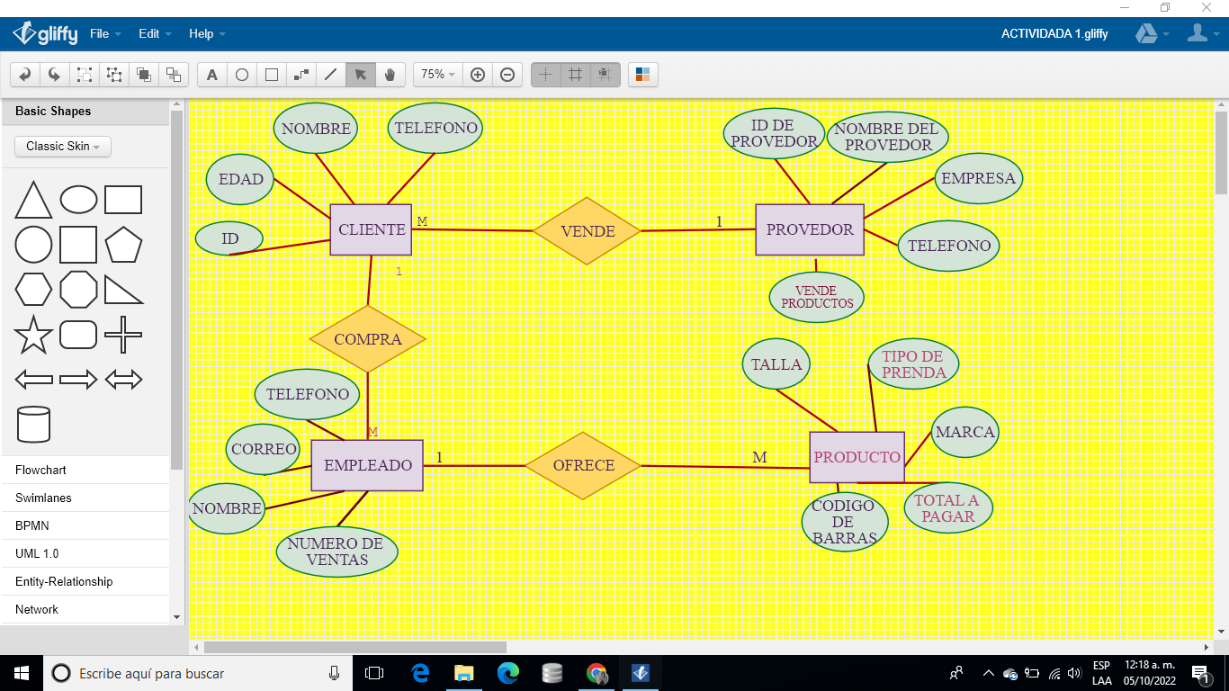 gliffy
File
Edit
Help
ACTIVIDADA 1.gliffy
A
75%
Basic Shapes
Classic Skin
Flowchart
Swimlanes
BPMN
UML 1.0
Entity-Relationship
Network
NOMBRE
TELEFONO
EDAD
ID
CLIENTE
M
VENDE
1
PROVEDOR
ID DE
PROVEDOR
NOMBRE DEL
PROVEDOR
EMPRESA
TELEFONO
VENDE
PRODUCTOS
1
COMPRA
M
TELEFONO
CORREO
NOMBRE
EMPLEADO
NUMERO DE
VENTAS
1
OFRECE
M
PRODUCTO
TALLA
TIPO DE
PRENDA
MARCA
CODIGO
DE
BARRAS
TOTAL A
PAGAR
Escribe aquí para buscar
ESP
LAA
12:18 a. m.
05/10/2022
1